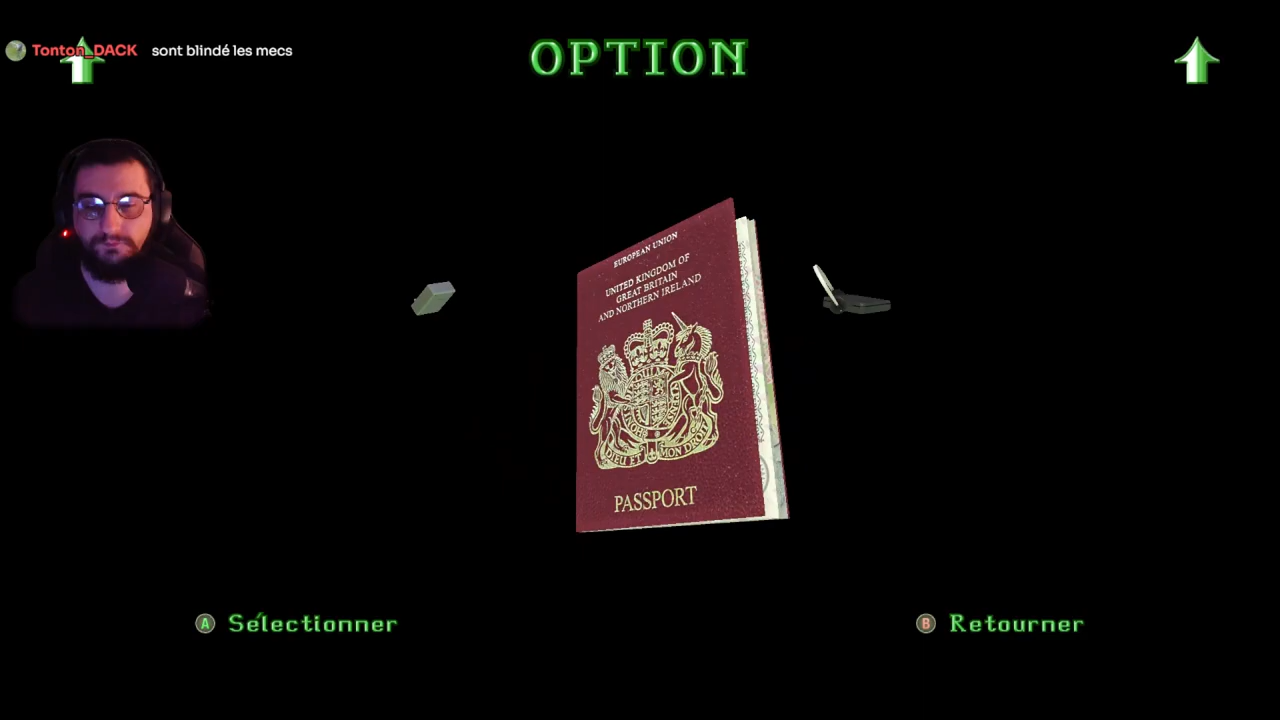 Tonton_DACK sont blindé les mecs
OPTION
EUROPEAN UNION
UNITED KINGDOM OF
GREAT BRITAIN
AND NORTHERN IRELAND
DIEU ET MON DROIT
PASSPORT
A Sélectionner
B Retourner